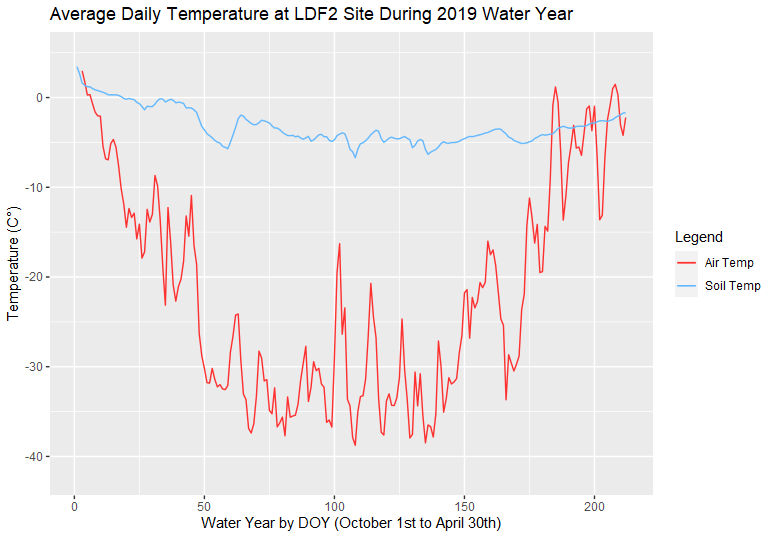 Average Daily Temperature at LDF2 Site During 2019 Water Year
Temperature (C°)
0
-10
-20
-30
-40
0 50 100 150 200
Water Year by DOY (October 1st to April 30th)
Legend
Air Temp
Soil Temp